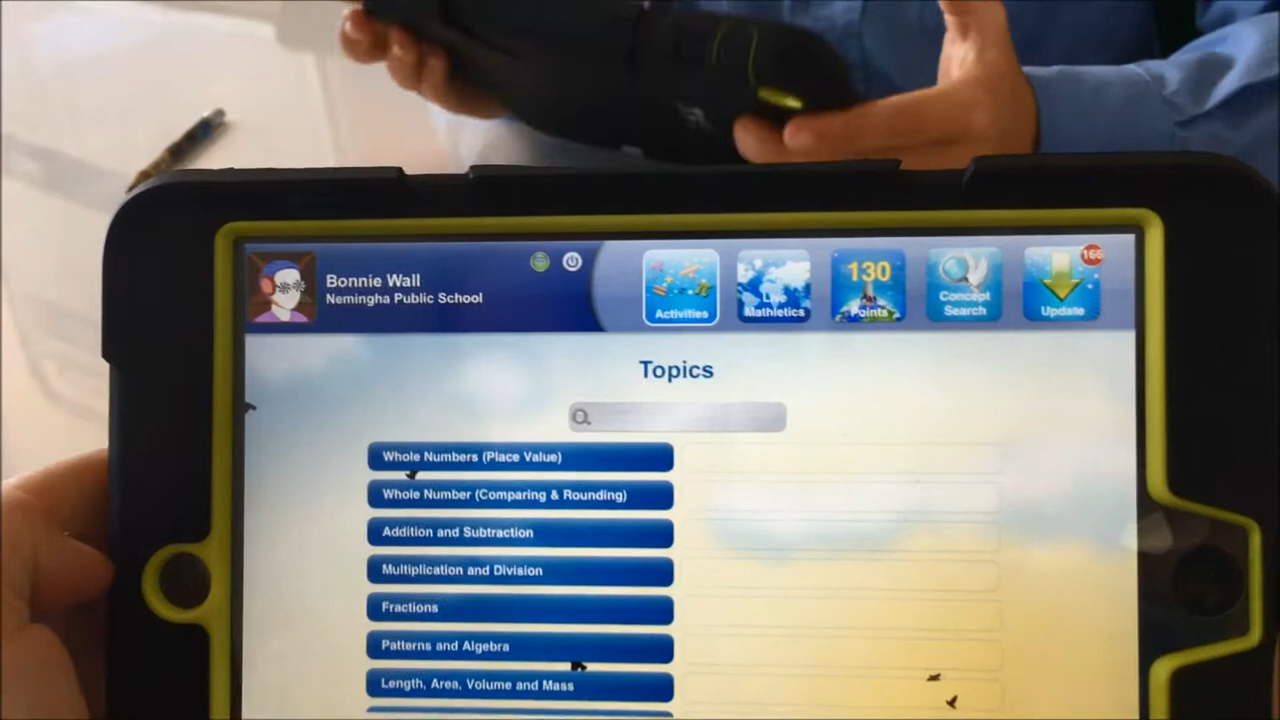 Bonnie Wall
Nemingha Public School
Activities
Live
Mathletics
130
Points
Concept
Search
166
Update
Topics
Whole Numbers (Place Value)
Whole Number (Comparing & Rounding)
Addition and Subtraction
Multiplication and Division
Fractions
Patterns and Algebra
Length, Area, Volume and Mass